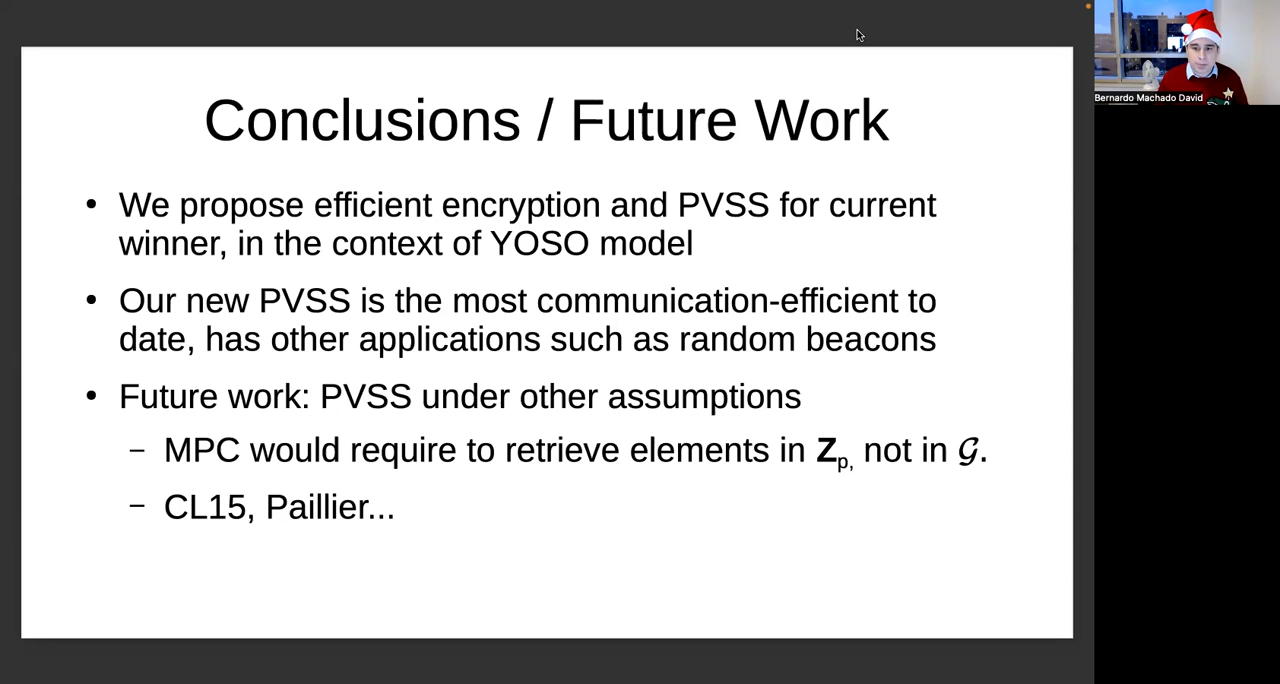 Conclusions / Future Work
• We propose efficient encryption and PVSS for current
winner, in the context of YOSO model
• Our new PVSS is the most communication-efficient to
date, has other applications such as random beacons
• Future work: PVSS under other assumptions
– MPC would require to retrieve elements in Zp, not in 𝒢.
– CL15, Paillier...
Bernardo Machado David